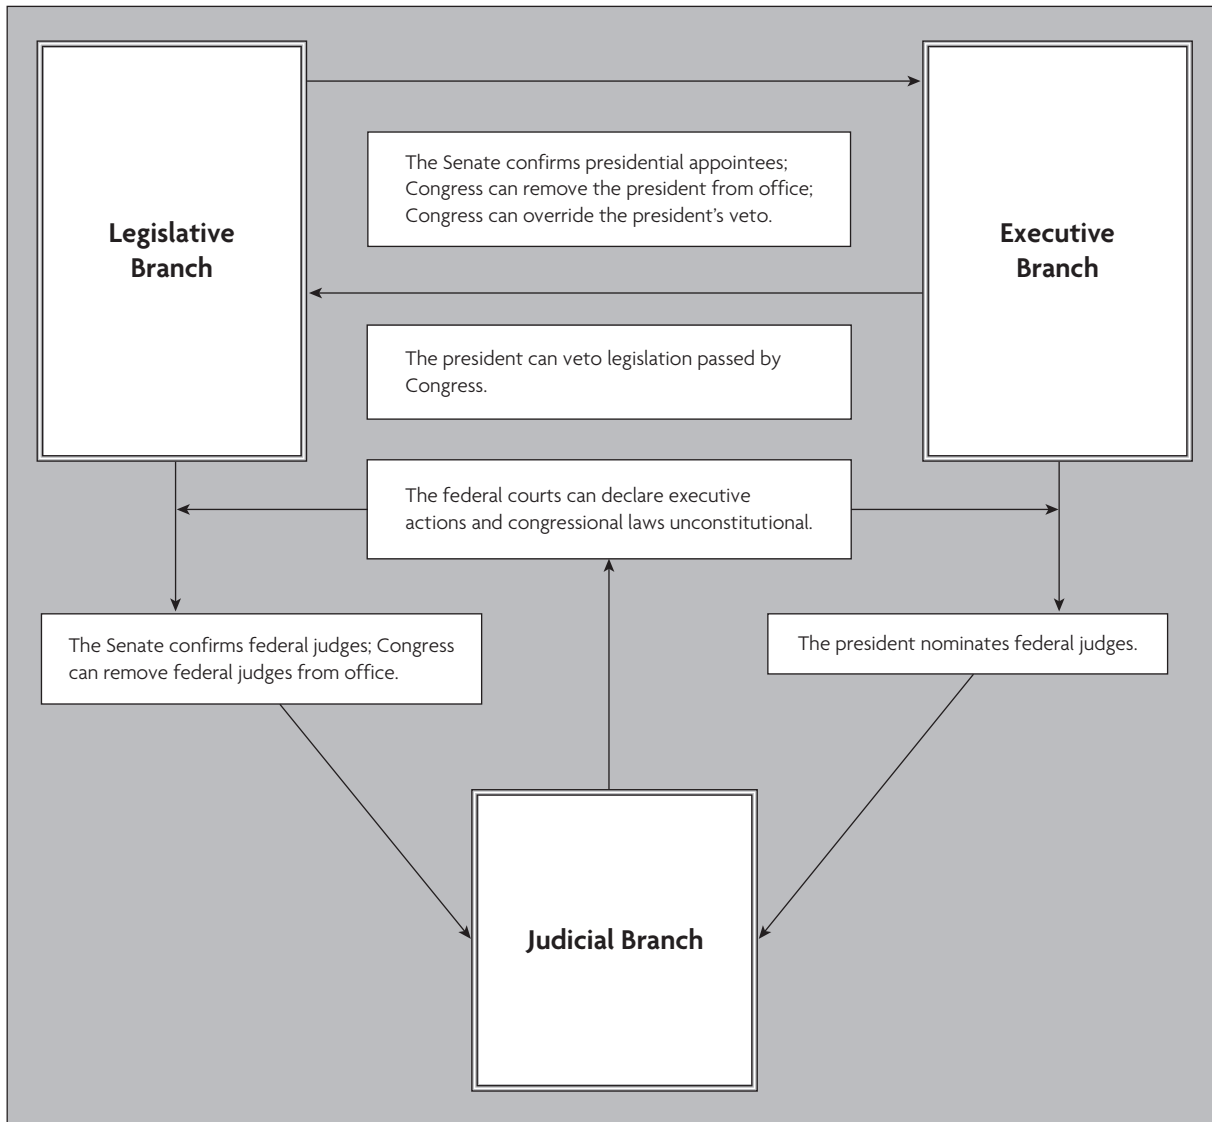 Legislative
Branch
The Senate confirms presidential appointees;
Congress can remove the president from office;
Congress can override the president’s veto.
Executive
Branch
The president can veto legislation passed by
Congress.
The federal courts can declare executive
actions and congressional laws unconstitutional.
The Senate confirms federal judges; Congress
can remove federal judges from office.
The president nominates federal judges.
Judicial Branch